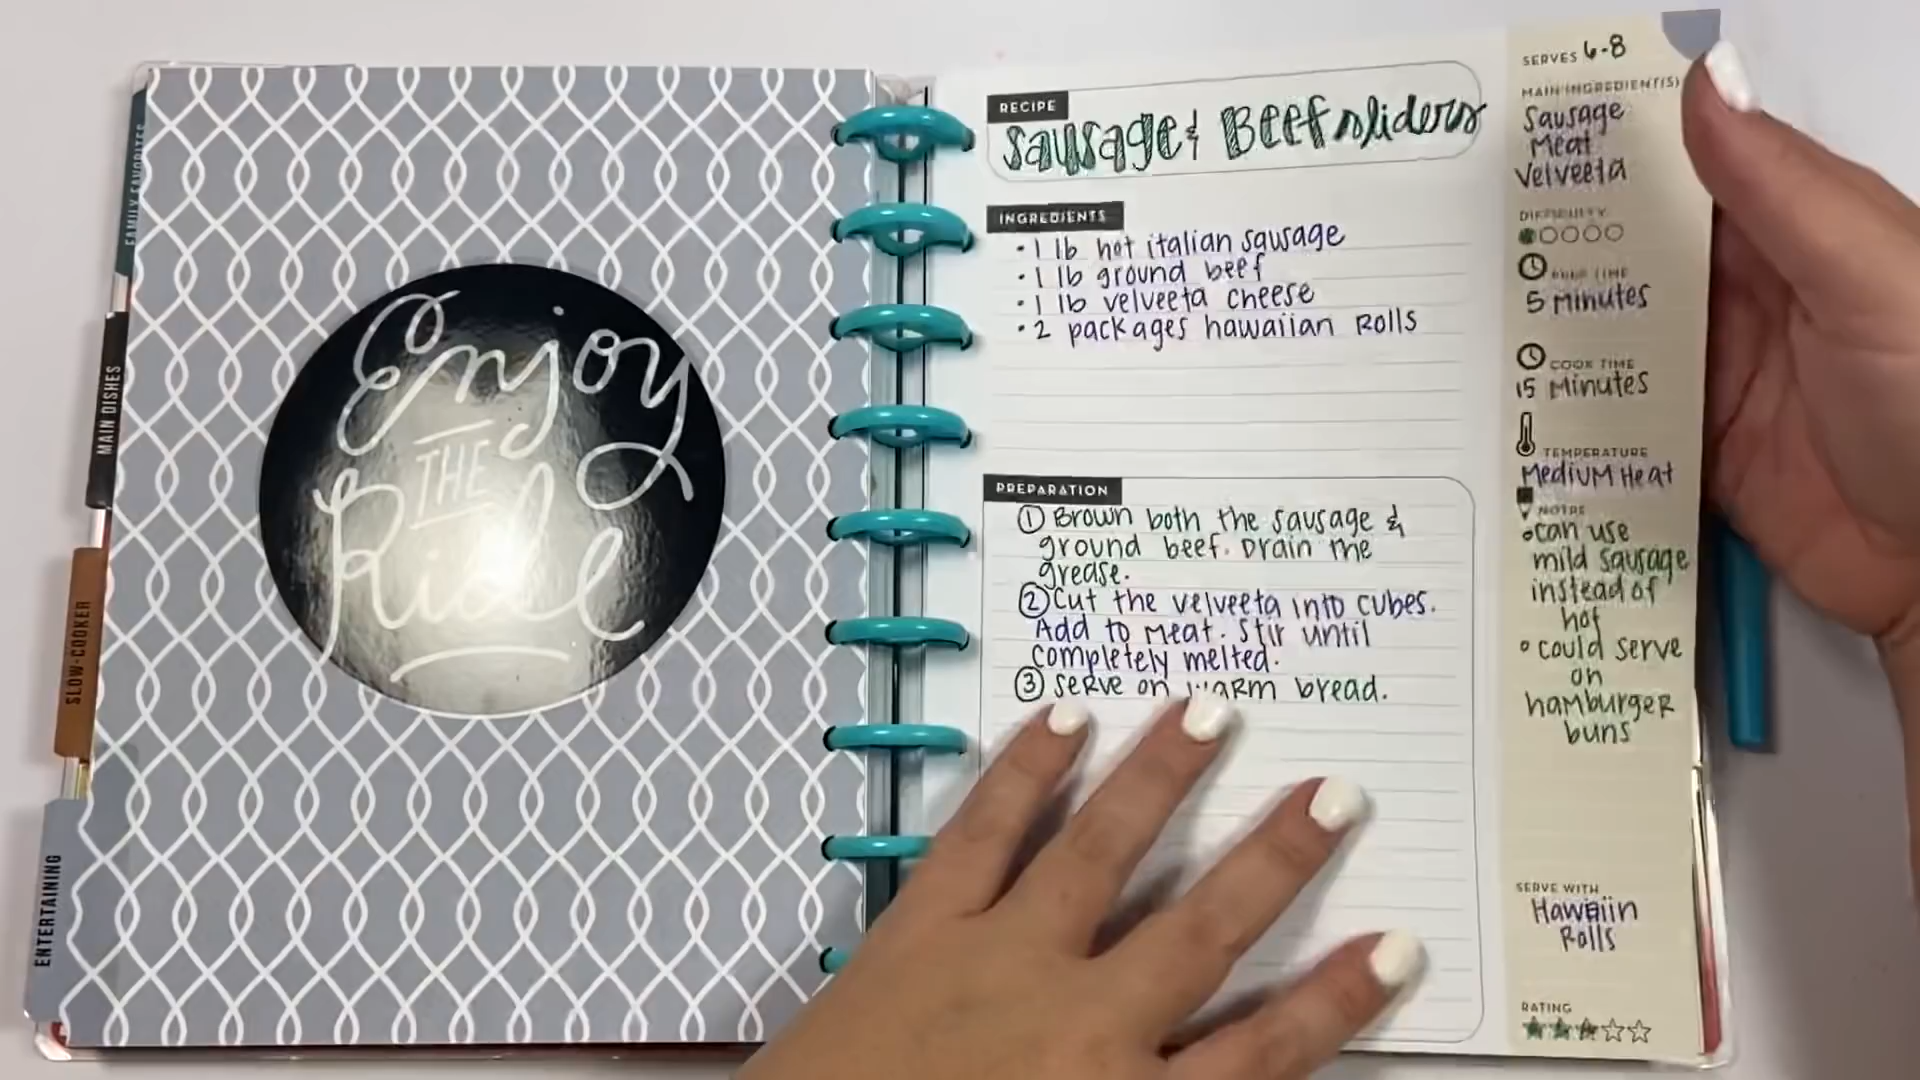 FAMILY FAVORITES
MAIN DISHES
SLOW-COOKER
ENTERTAINING
Enjoy
THE
Ride
RECIPE
Sausage & Beef sliders
INGREDIENTS
• 1 lb hot italian sausage
• 1 lb ground beef
• 1 lb velveeta cheese
• 2 packages hawaiian Rolls
PREPARATION
① Brown both the sausage &
ground beef. Drain the
grease.
② Cut the velveeta into cubes.
Add to Meat. Stir until
completely melted.
③ Serve on warm bread.
SERVES 6-8
MAIN INGREDIENT(S)
Sausage
Meat
Velveeta
DIFFICULTY
PREP TIME
5 Minutes
COOK TIME
15 Minutes
TEMPERATURE
Medium Heat
NOTES
• can use
mild sausage
instead of
hot
• could serve
on
hamburger
buns
SERVE WITH
Hawaiin
Rolls
RATING